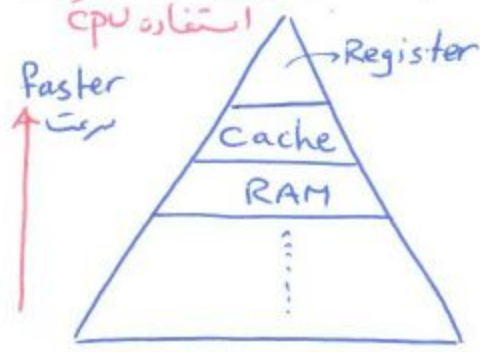 استفاده cpu
Register
faster
سرعت
Cache
RAM